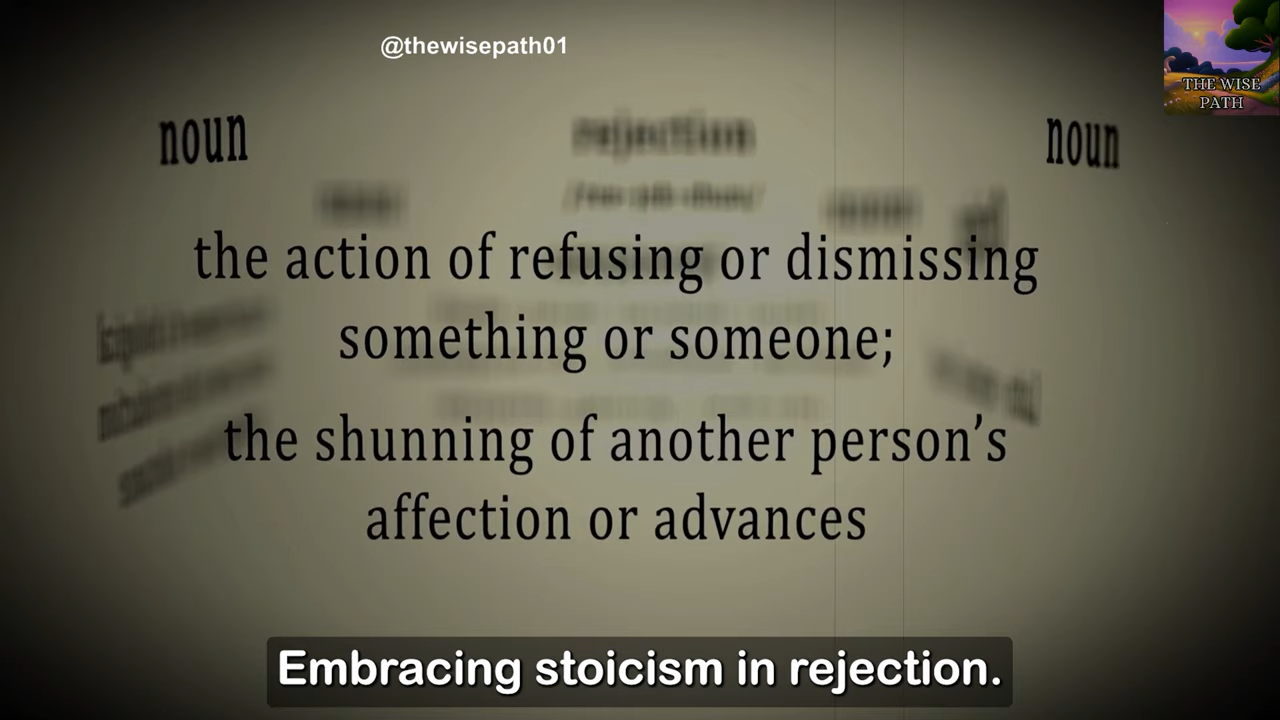 @thewisepath01
THE WISE
PATH
noun
rejection
noun
the action of refusing or dismissing
something or someone;
the shunning of another person’s
affection or advances
Embracing stoicism in rejection.